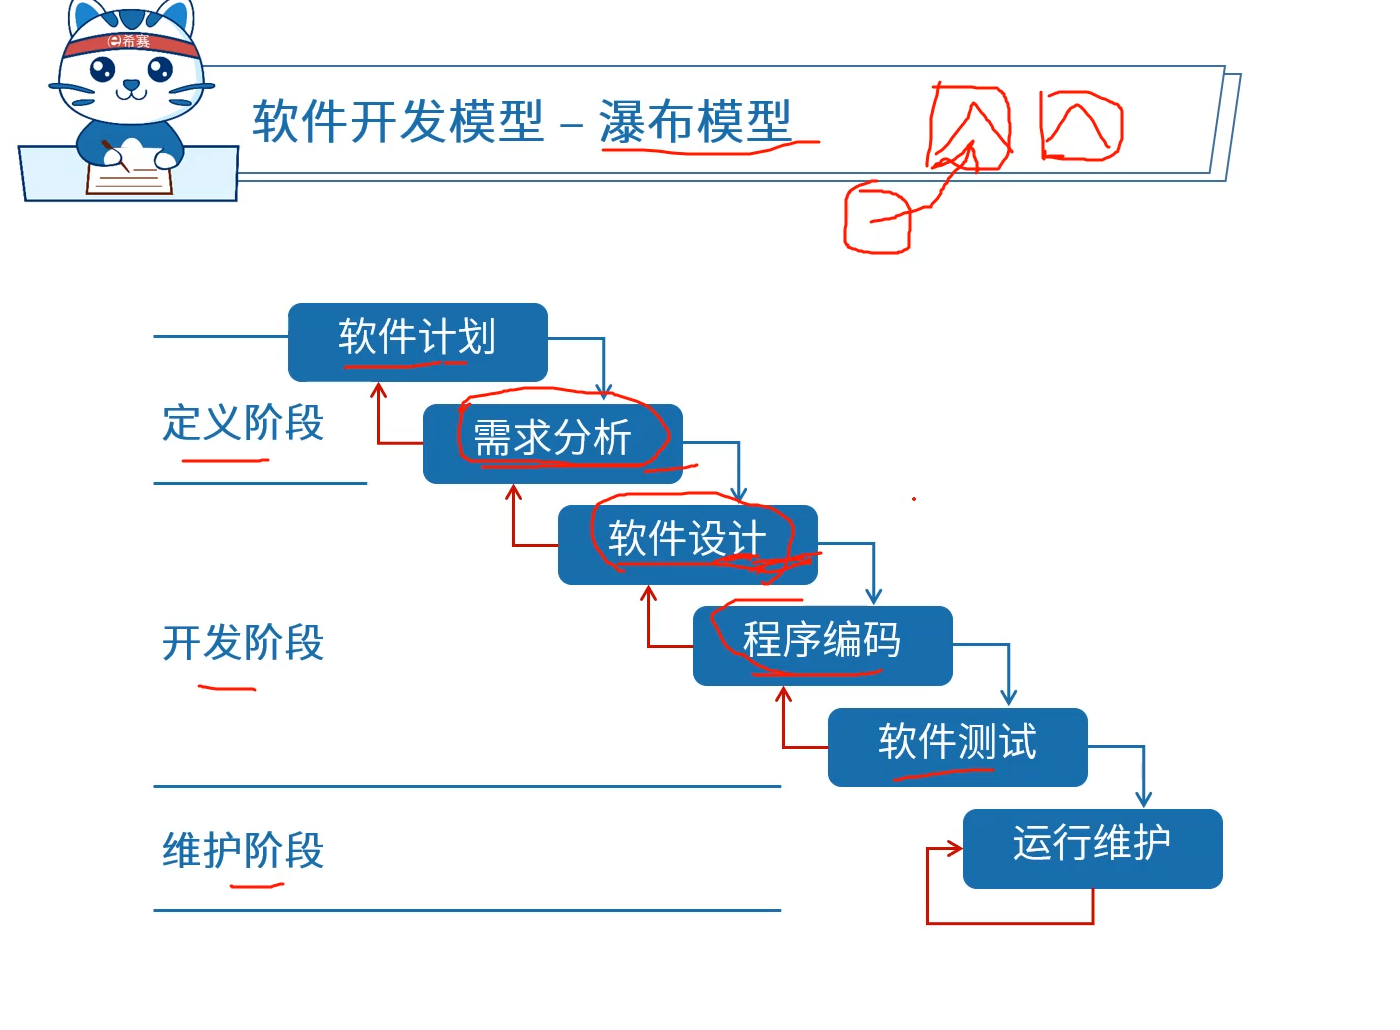 e希赛
软件开发模型 – 瀑布模型
软件计划
定义阶段
需求分析
软件设计
开发阶段
程序编码
软件测试
维护阶段
运行维护